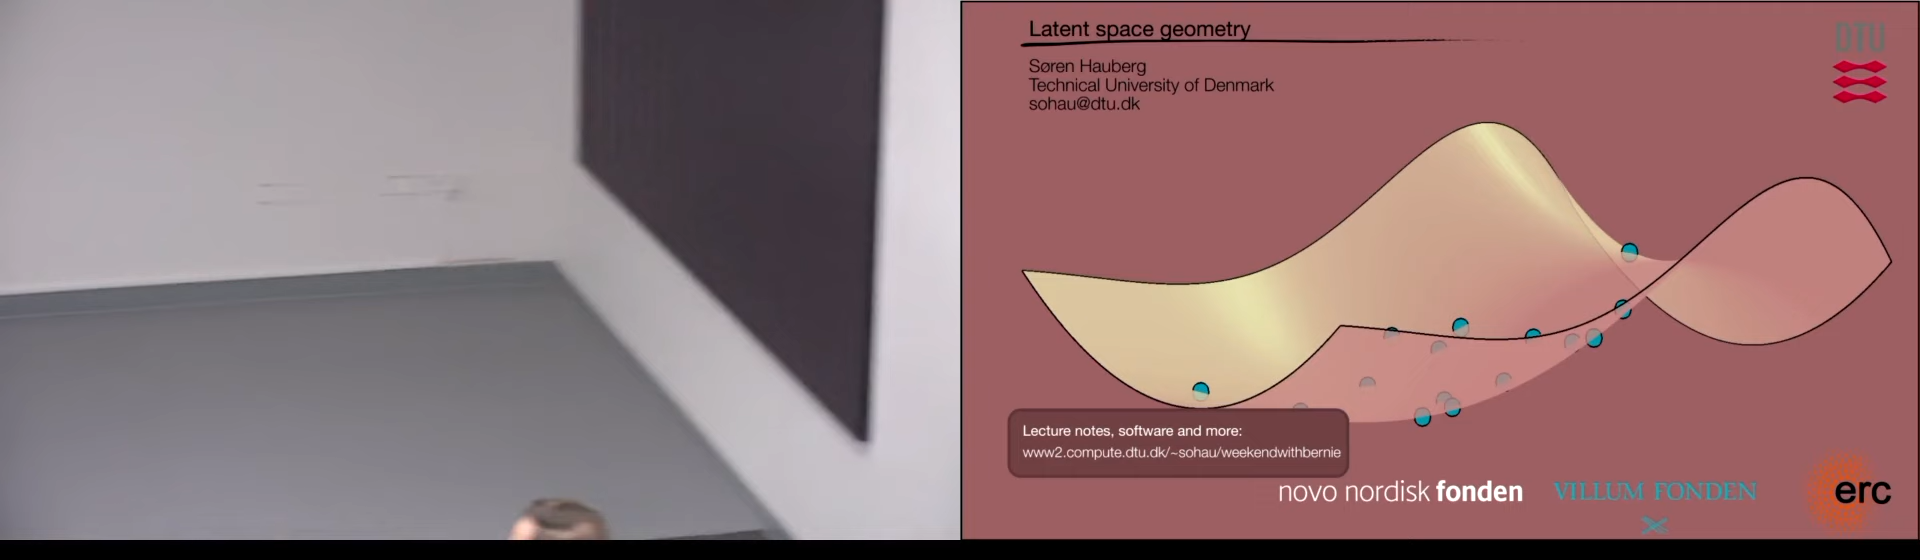 Latent space geometry
Søren Hauberg
Technical University of Denmark
sohau@dtu.dk
DTU
Lecture notes, software and more:
www2.compute.dtu.dk/~sohau/weekendwithbernie
novo nordisk fonden
VILLUM FONDEN
erc